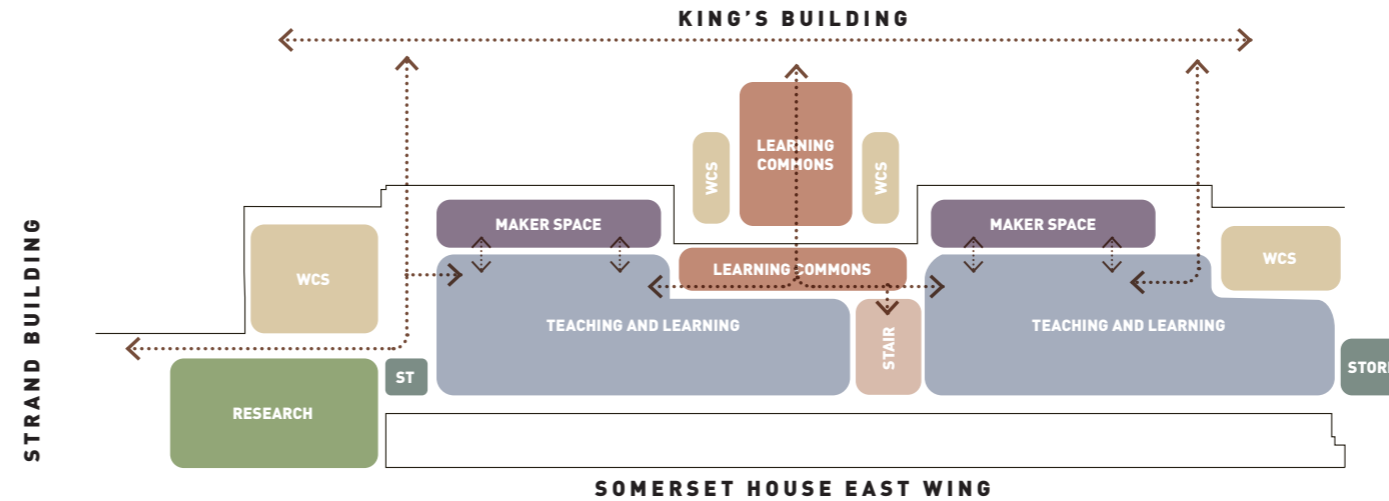 KING'S BUILDING
LEARNING
COMMONS
WCS
WCS
MAKER SPACE
MAKER SPACE
WCS
LEARNING COMMONS
WCS
STRAND BUILDING
TEACHING AND LEARNING
STAIR
TEACHING AND LEARNING
ST
STOR
RESEARCH
SOMERSET HOUSE EAST WING